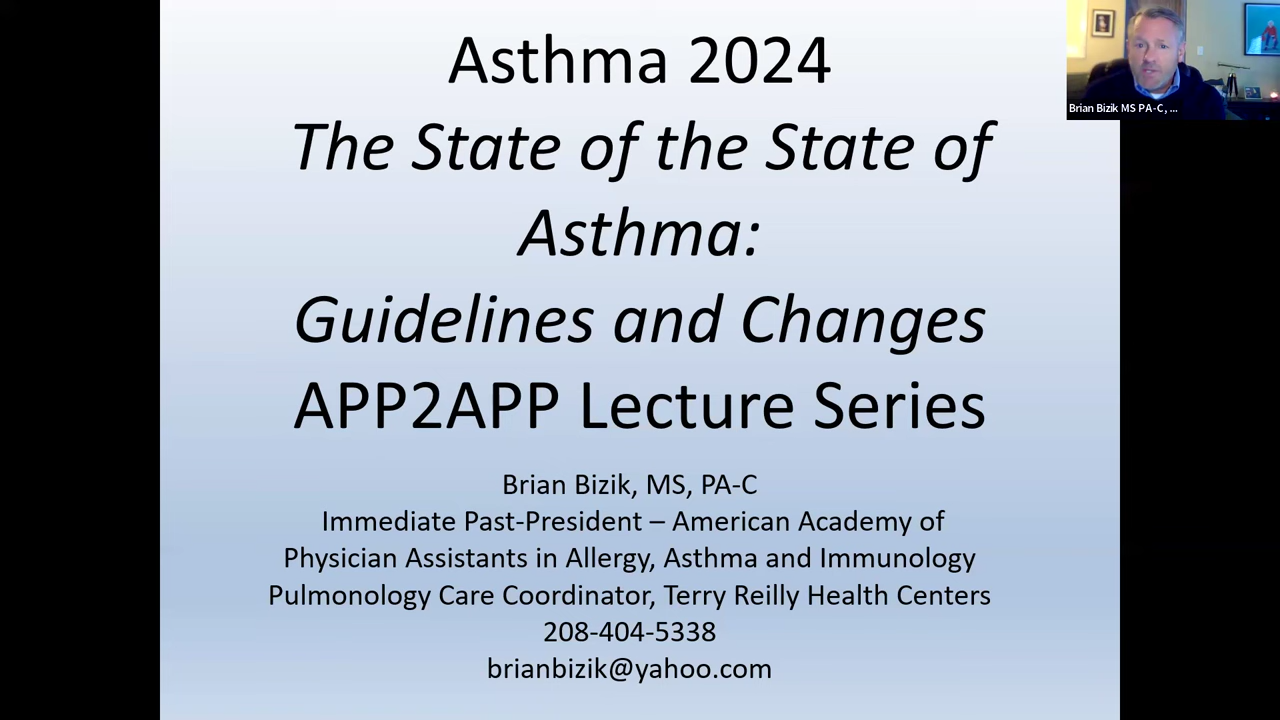 Asthma 2024
The State of the State of
Asthma:
Guidelines and Changes
APP2APP Lecture Series
Brian Bizik, MS, PA-C
Immediate Past-President – American Academy of
Physician Assistants in Allergy, Asthma and Immunology
Pulmonology Care Coordinator, Terry Reilly Health Centers
208-404-5338
brianbizik@yahoo.com
Brian Bizik MS PA-C, ...